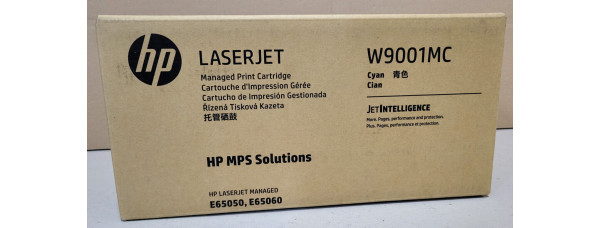 hp
LASERJET
Managed Print Cartridge
Cartouche d'Impression Gérée
Cartucho de Impresión Gestionada
Řízená Tisková Kazeta
托管硒鼓
HP MPS Solutions
HP LASERJET MANAGED
E65050, E65060
W9001MC
Cyan 青色
Cian
JETINTELLIGENCE
More. Pages, performance and protection.
Plus. Pages, performance et protection.